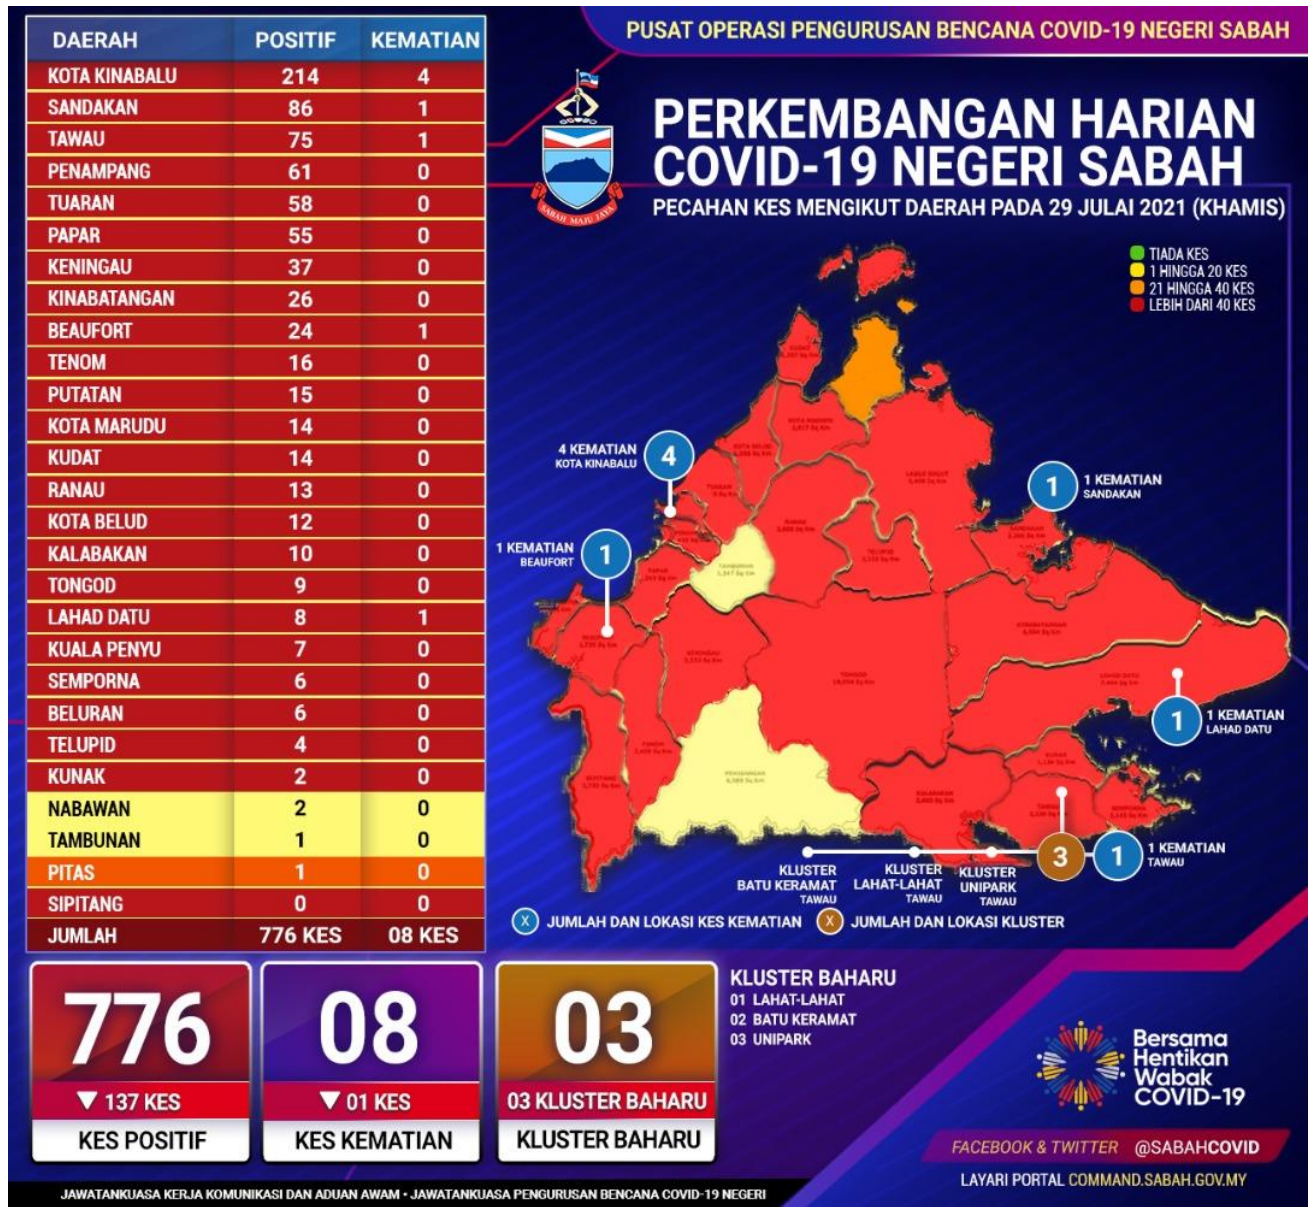 PUSAT OPERASI PENGURUSAN BENCANA COVID-19 NEGERI SABAH
PERKEMBANGAN HARIAN
COVID-19 NEGERI SABAH
PECAHAN KES MENGIKUT DAERAH PADA 29 JULAI 2021 (KHAMIS)
SABAH MAJU JAYA
DAERAH POSITIF KEMATIAN
KOTA KINABALU 214 4
SANDAKAN 86 1
TAWAU 75 1
PENAMPANG 61 0
TUARAN 58 0
PAPAR 55 0
KENINGAU 37 0
KINABATANGAN 26 0
BEAUFORT 24 1
TENOM 16 0
PUTATAN 15 0
KOTA MARUDU 14 0
KUDAT 14 0
RANAU 13 0
KOTA BELUD 12 0
KALABAKAN 10 0
TONGOD 9 0
LAHAD DATU 8 1
KUALA PENYU 7 0
SEMPORNA 6 0
BELURAN 6 0
TELUPID 4 0
KUNAK 2 0
NABAWAN 2 0
TAMBUNAN 1 0
PITAS 1 0
SIPITANG 0 0
JUMLAH 776 KES 08 KES
TIADA KES
1 HINGGA 20 KES
21 HINGGA 40 KES
LEBIH DARI 40 KES
4 KEMATIAN
KOTA KINABALU
4
1 KEMATIAN
SANDAKAN
1
1 KEMATIAN
BEAUFORT
1
1 KEMATIAN
LAHAD DATU
1
1 KEMATIAN
TAWAU
1
3
KLUSTER
BATU KERAMAT
TAWAU
KLUSTER
LAHAT-LAHAT
TAWAU
KLUSTER
UNIPARK
TAWAU
X JUMLAH DAN LOKASI KES KEMATIAN
X JUMLAH DAN LOKASI KLUSTER
776
▼ 137 KES
KES POSITIF
08
▼ 01 KES
KES KEMATIAN
03
03 KLUSTER BAHARU
KLUSTER BAHARU
KLUSTER BAHARU
01 LAHAT-LAHAT
02 BATU KERAMAT
03 UNIPARK
Bersama
Hentikan
Wabak
COVID-19
FACEBOOK & TWITTER @SABAHCOVID
LAYARI PORTAL COMMAND.SABAH.GOV.MY
JAWATANKUASA KERJA KOMUNIKASI DAN ADUAN AWAM • JAWATANKUASA PENGURUSAN BENCANA COVID-19 NEGERI